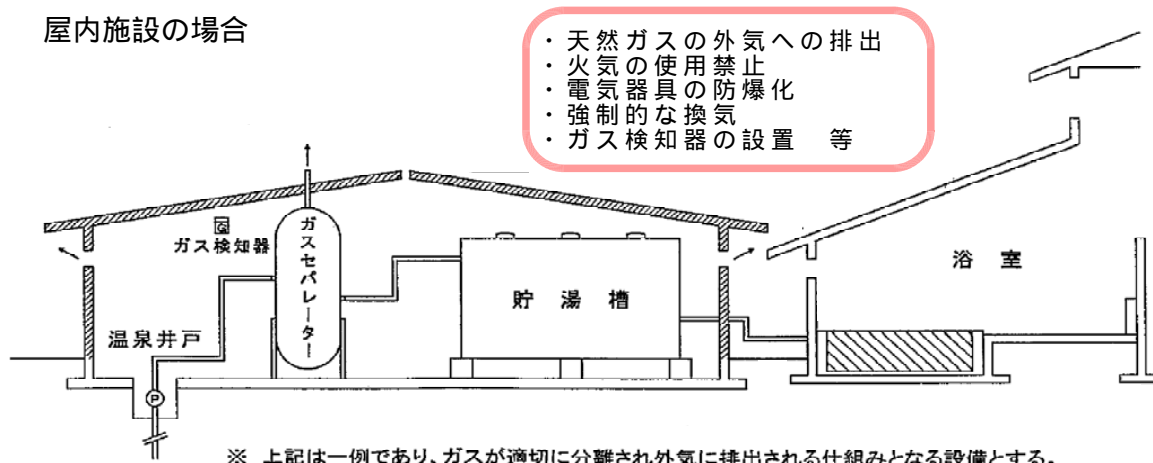 屋内施設の場合
・天然ガスの外気への排出
・火気の使用禁止
・電気器具の防爆化
・強制的な換気
・ガス検知器の設置 等
G
ガス検知器
ガスセパレーター
貯湯槽
浴室
温泉井戸
P
※ 上記は一例であり、ガスが適切に分離され外気に排出される仕組みとなる設備とする。